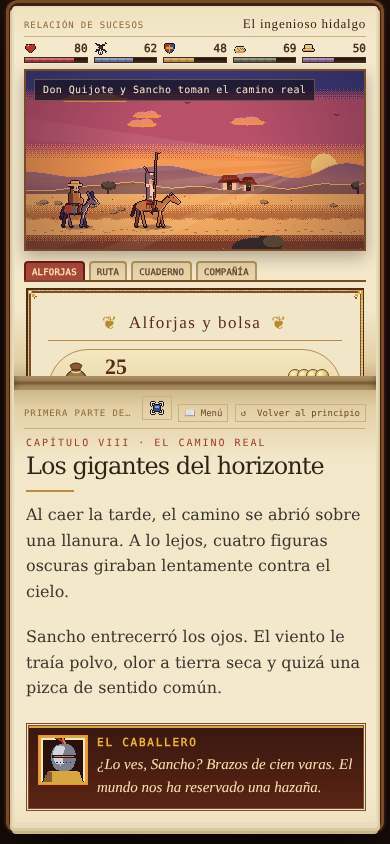 RELACIÓN DE SUCESOS
El ingenioso hidalgo
80 62 48 69 50
Don Quijote y Sancho toman el camino real
ALFORJAS RUTA CUADERNO COMPAÑÍA
Alforjas y bolsa
25
PRIMERA PARTE DE… Menú Volver al principio
CAPÍTULO VIII · EL CAMINO REAL
Los gigantes del horizonte
Al caer la tarde, el camino se abrió sobre
una llanura. A lo lejos, cuatro figuras
oscuras giraban lentamente contra el
cielo.
Sancho entrecerró los ojos. El viento le
traía polvo, olor a tierra seca y quizá una
pizca de sentido común.
EL CABALLERO
¿Lo ves, Sancho? Brazos de cien varas. El
mundo nos ha reservado una hazaña.